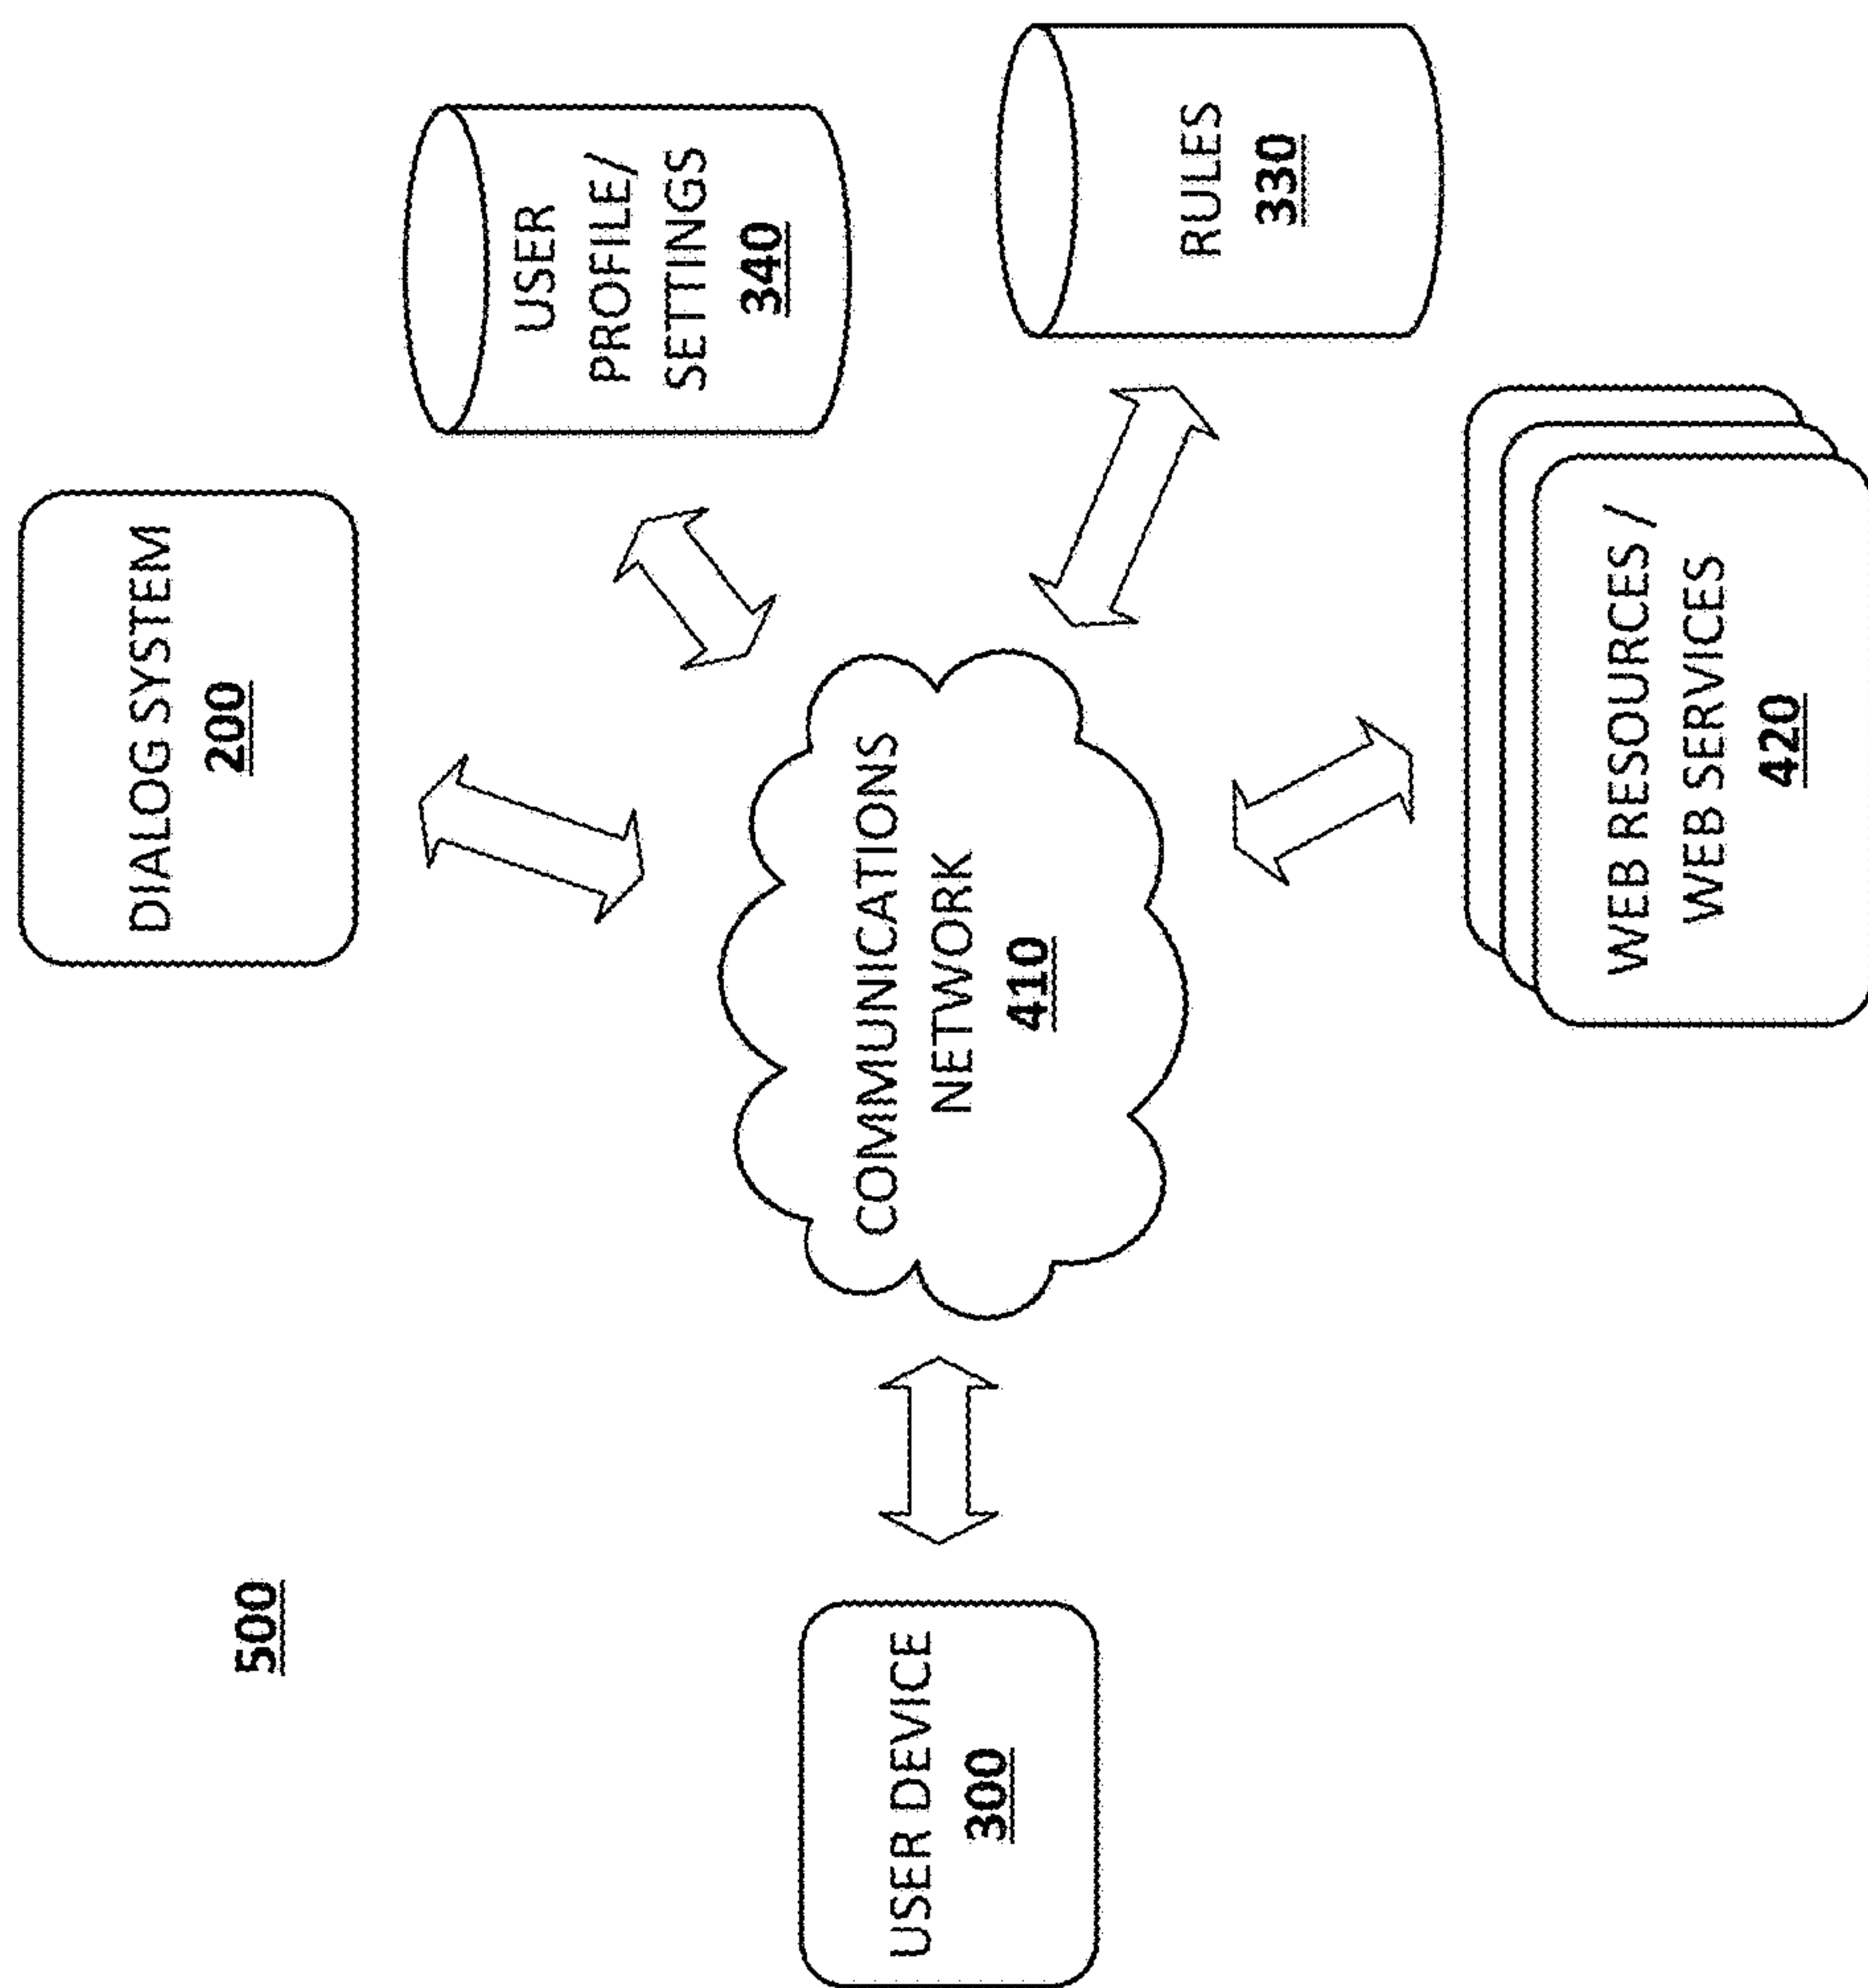 500
DIALOG SYSTEM
200
USER
PROFILE/
SETTINGS
340
USER DEVICE
300
COMMUNICATIONS
NETWORK
410
RULES
330
WEB RESOURCES /
WEB SERVICES
420